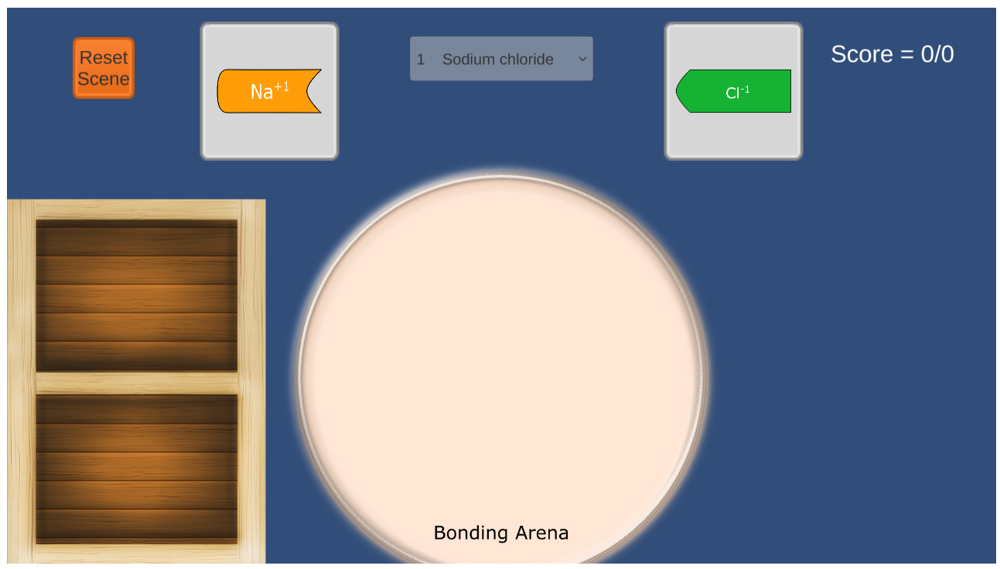 Reset
Scene
Na⁺¹
1 Sodium chloride
Cl⁻¹
Score = 0/0
Bonding Arena